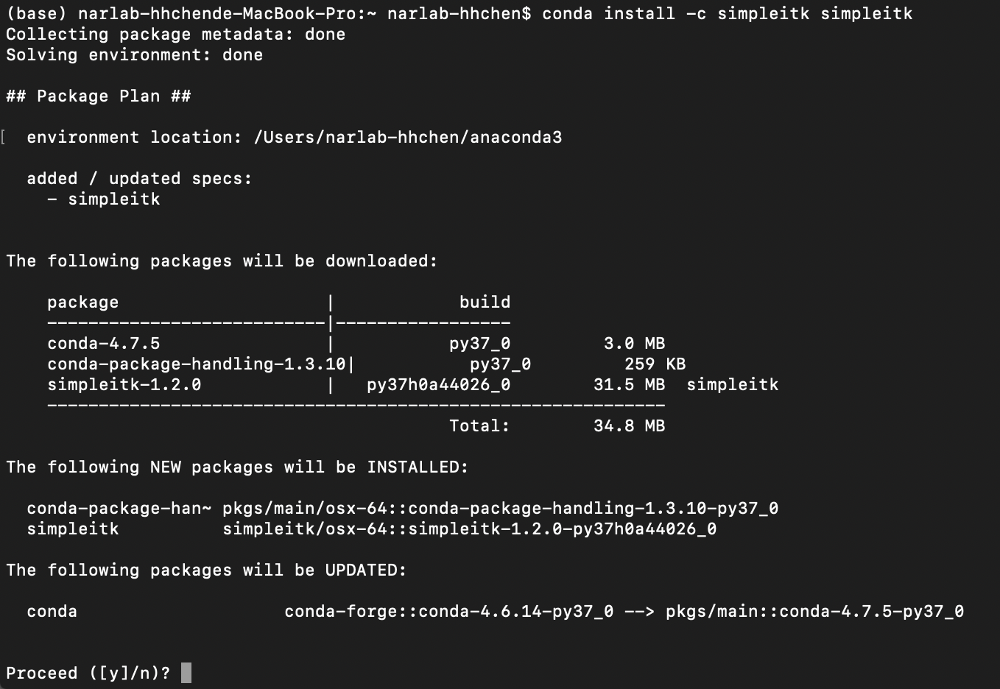 (base) narlab-hhchende-MacBook-Pro:~ narlab-hhchen$ conda install -c simpleitk simpleitk
Collecting package metadata: done
Solving environment: done
## Package Plan ##
[  environment location: /Users/narlab-hhchen/anaconda3
  added / updated specs:
    - simpleitk
The following packages will be downloaded:
    package                    |            build
    ---------------------------|-----------------
    conda-4.7.5                |           py37_0         3.0 MB
    conda-package-handling-1.3.10|           py37_0         259 KB
    simpleitk-1.2.0            |   py37h0a44026_0        31.5 MB  simpleitk
    ------------------------------------------------------------
                                           Total:        34.8 MB
The following NEW packages will be INSTALLED:
  conda-package-han~ pkgs/main/osx-64::conda-package-handling-1.3.10-py37_0
  simpleitk          simpleitk/osx-64::simpleitk-1.2.0-py37h0a44026_0
The following packages will be UPDATED:
  conda                    conda-forge::conda-4.6.14-py37_0 --> pkgs/main::conda-4.7.5-py37_0
Proceed ([y]/n)?